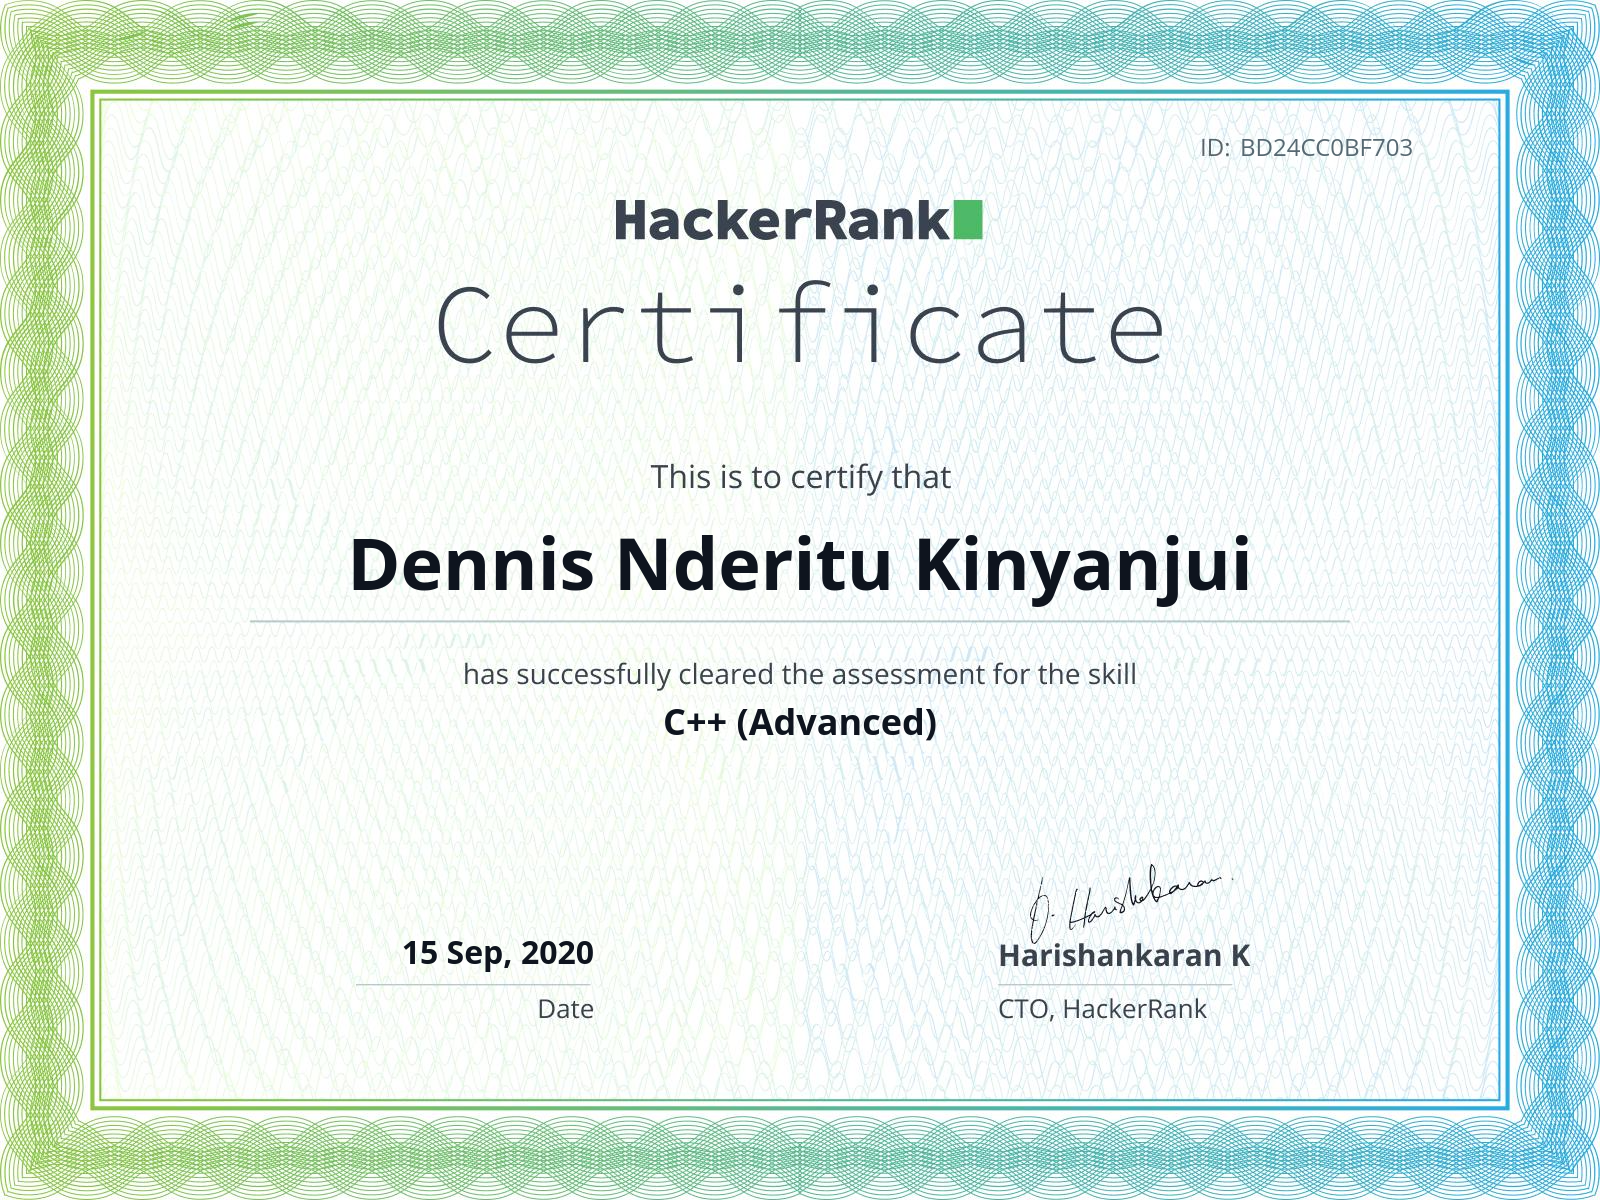 ID: BD24CC0BF703
HackerRank
Certificate
This is to certify that
Dennis Nderitu Kinyanjui
has successfully cleared the assessment for the skill
C++ (Advanced)
15 Sep, 2020
Date
Harishankaran K
CTO, HackerRank